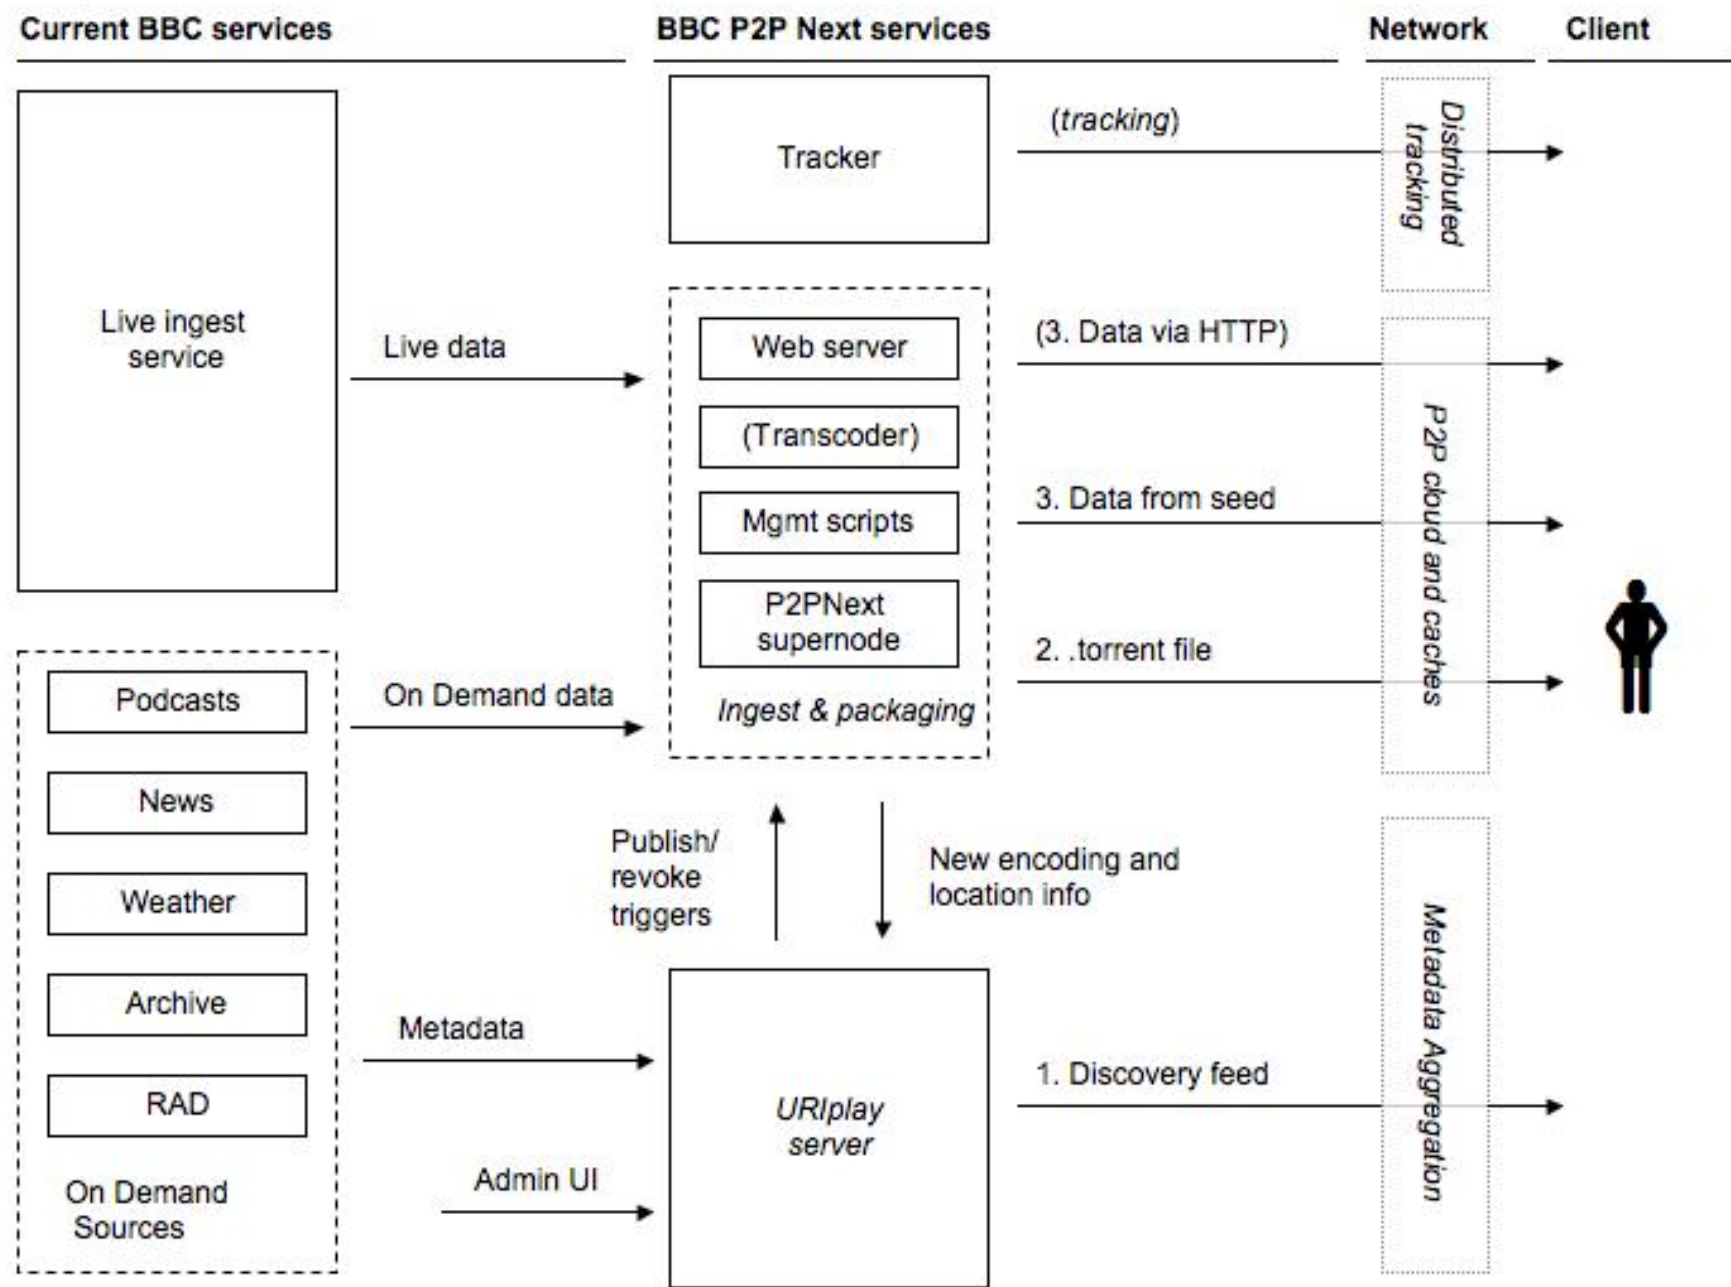 Current BBC services
BBC P2P Next services
Network
Client
Live ingest
service
Live data
Podcasts
News
Weather
Archive
RAD
On Demand
Sources
On Demand data
Metadata
Admin UI
Tracker
Web server
(Transcoder)
Mgmt scripts
P2PNext
supernode
Ingest & packaging
Publish/
revoke
triggers
New encoding and
location info
URIplay
server
(tracking)
(3. Data via HTTP)
3. Data from seed
2. .torrent file
1. Discovery feed
Distributed
tracking
P2P cloud and caches
Metadata Aggregation